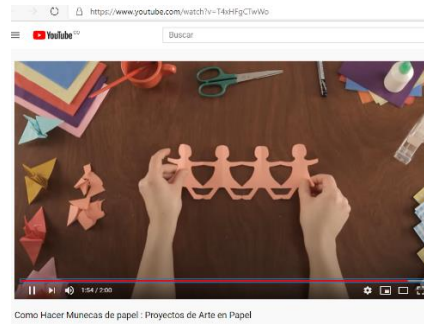 https://www.youtube.com/watch?v=T4xHFgCTwWo
YouTube
Buscar
1:54 / 2:00
Como Hacer Munecas de papel : Proyectos de Arte en Papel